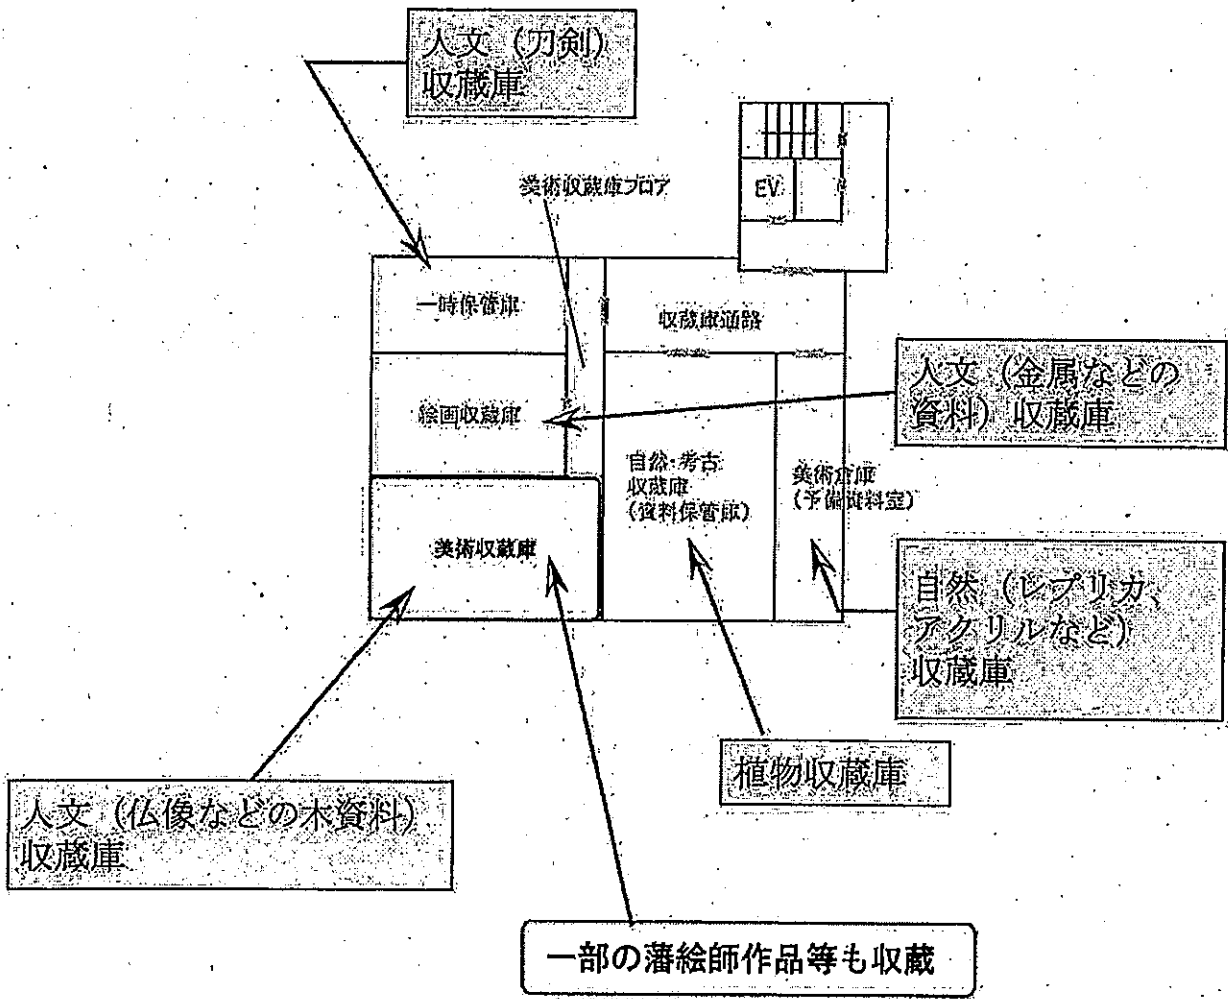 人文（刀剣）
収蔵庫
美術収蔵庫フロア
EV
一時保管庫
収蔵庫通路
人文（金属などの
資料）収蔵庫
絵画収蔵庫
自然・考古
収蔵庫
（資料保管庫）
美術倉庫
（予備資料室）
美術収蔵庫
自然（レプリカ、
アクリルなど）
収蔵庫
植物収蔵庫
人文（仏像などの木資料）
収蔵庫
一部の藩絵師作品等も収蔵